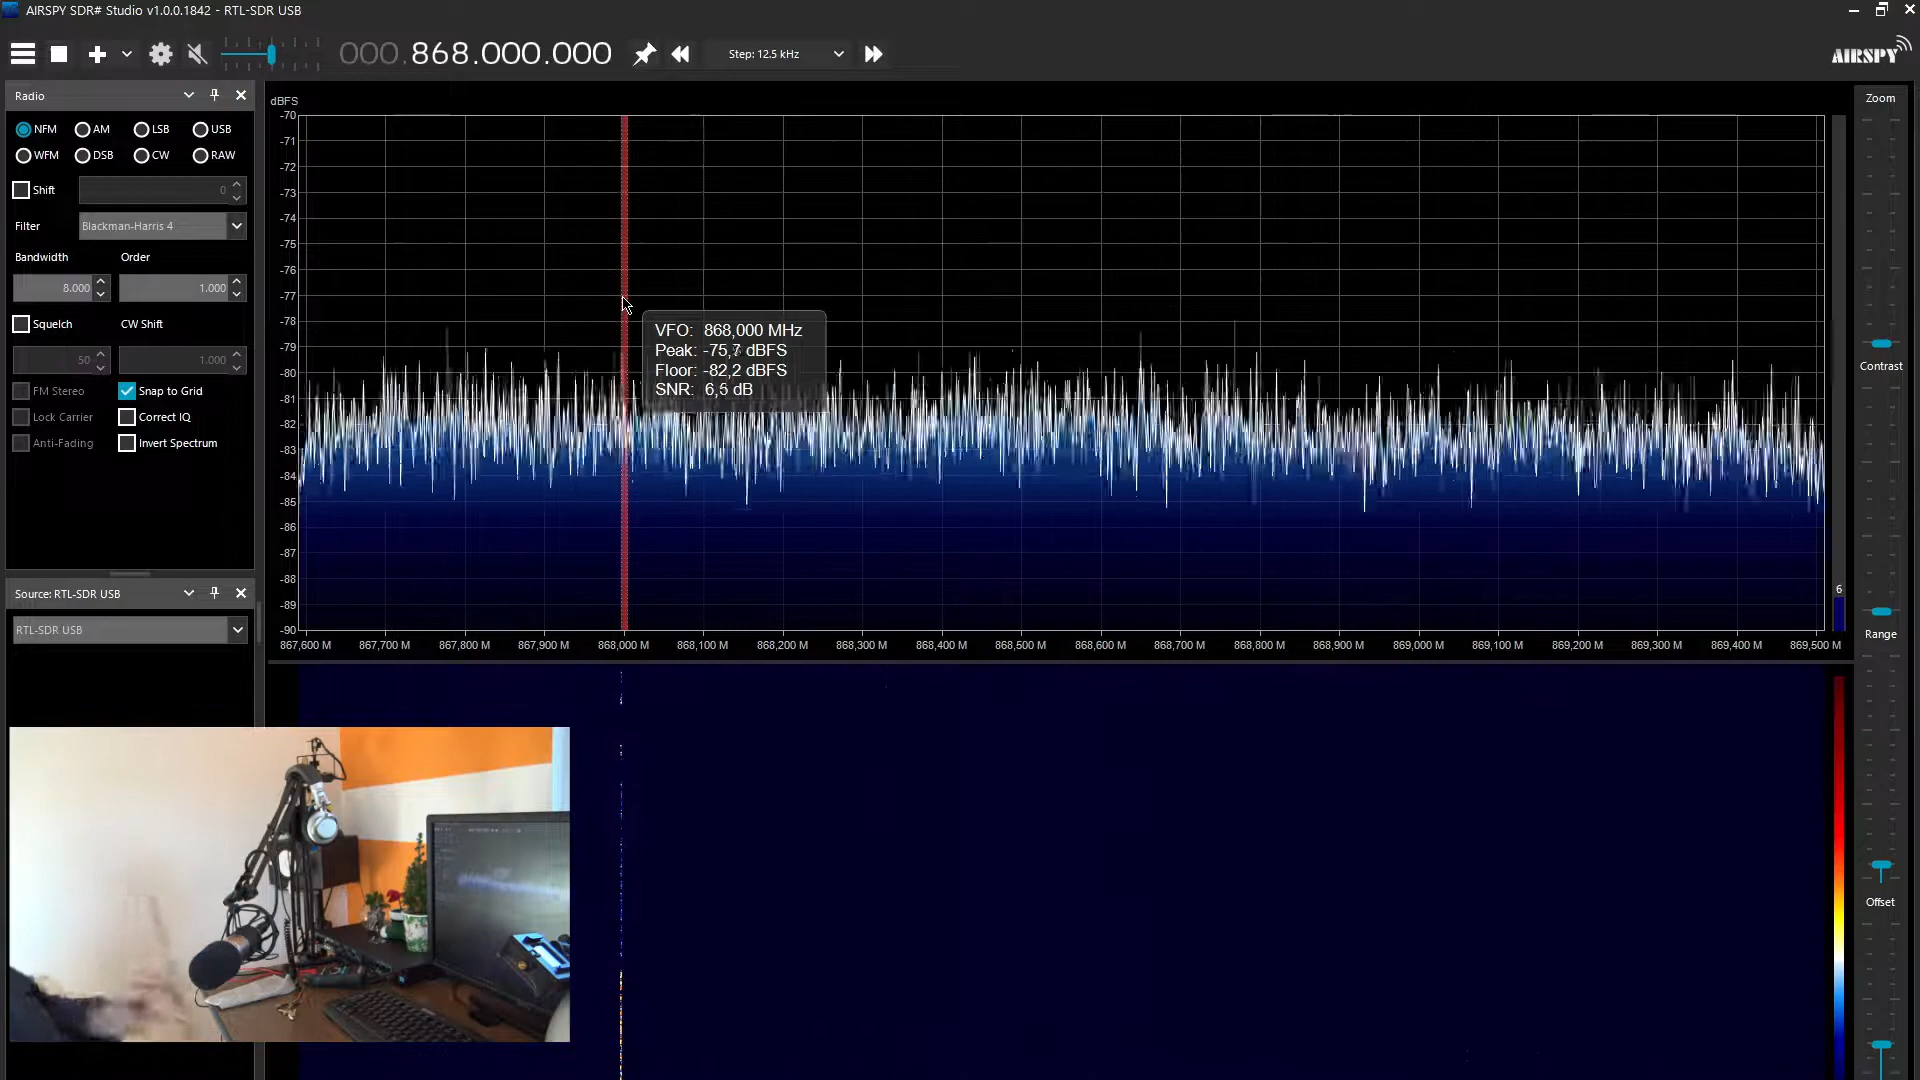 AIRSPY SDR# Studio v1.0.0.1842 - RTL-SDR USB
000.868.000.000
Step: 12.5 kHz
AIRSPY
Radio
NFM AM LSB USB
WFM DSB CW RAW
Shift 0
Filter Blackman-Harris 4
Bandwidth Order
8.000 1.000
Squelch CW Shift
50 1.000
FM Stereo Snap to Grid
Lock Carrier Correct IQ
Anti-Fading Invert Spectrum
Source: RTL-SDR USB
RTL-SDR USB
dBFS
-70
-71
-72
-73
-74
-75
-76
-77
-78
-79
-80
-81
-82
-83
-84
-85
-86
-87
-88
-89
-90
VFO: 868,000 MHz
Peak: -75,7 dBFS
Floor: -82,2 dBFS
SNR: 6,5 dB
867,600 M 867,700 M 867,800 M 867,900 M 868,000 M 868,100 M 868,200 M 868,300 M 868,400 M 868,500 M 868,600 M 868,700 M 868,800 M 868,900 M 869,000 M 869,100 M 869,200 M 869,300 M 869,400 M 869,500 M
6
Zoom
Contrast
Range
Offset